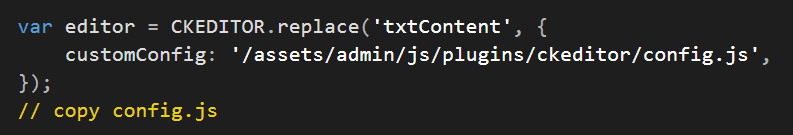 var editor = CKEDITOR.replace('txtContent', {
    customConfig: '/assets/admin/js/plugins/ckeditor/config.js',
});
// copy config.js